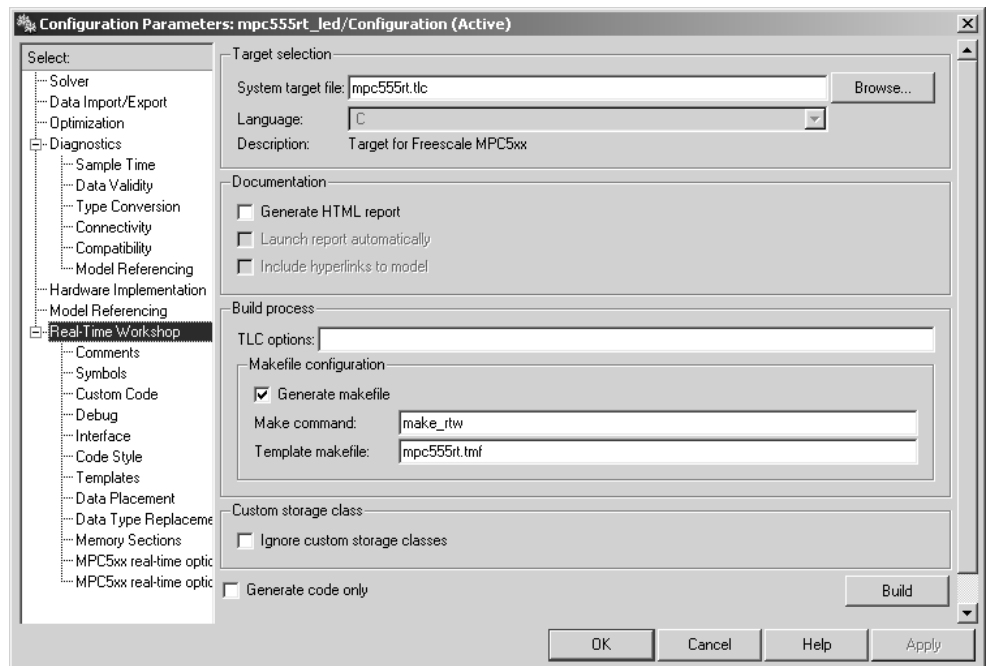 Configuration Parameters: mpc555rt_led/Configuration (Active)
Select:
Solver
Data Import/Export
Optimization
Diagnostics
Sample Time
Data Validity
Type Conversion
Connectivity
Compatibility
Model Referencing
Hardware Implementation
Model Referencing
Real-Time Workshop
Comments
Symbols
Custom Code
Debug
Interface
Code Style
Templates
Data Placement
Data Type Replaceme
Memory Sections
MPC5xx real-time optic
MPC5xx real-time optic
Target selection
System target file: mpc555rt.tlc Browse...
Language: C
Description: Target for Freescale MPC5xx
Documentation
Generate HTML report
Launch report automatically
Include hyperlinks to model
Build process
TLC options:
Makefile configuration
Generate makefile
Make command: make_rtw
Template makefile: mpc555rt.tmf
Custom storage class
Ignore custom storage classes
Generate code only Build
OK Cancel Help Apply